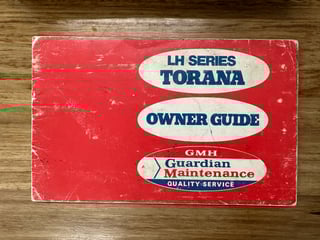 LH SERIES
TORANA
OWNER GUIDE
GMH
Guardian
Maintenance
QUALITY SERVICE